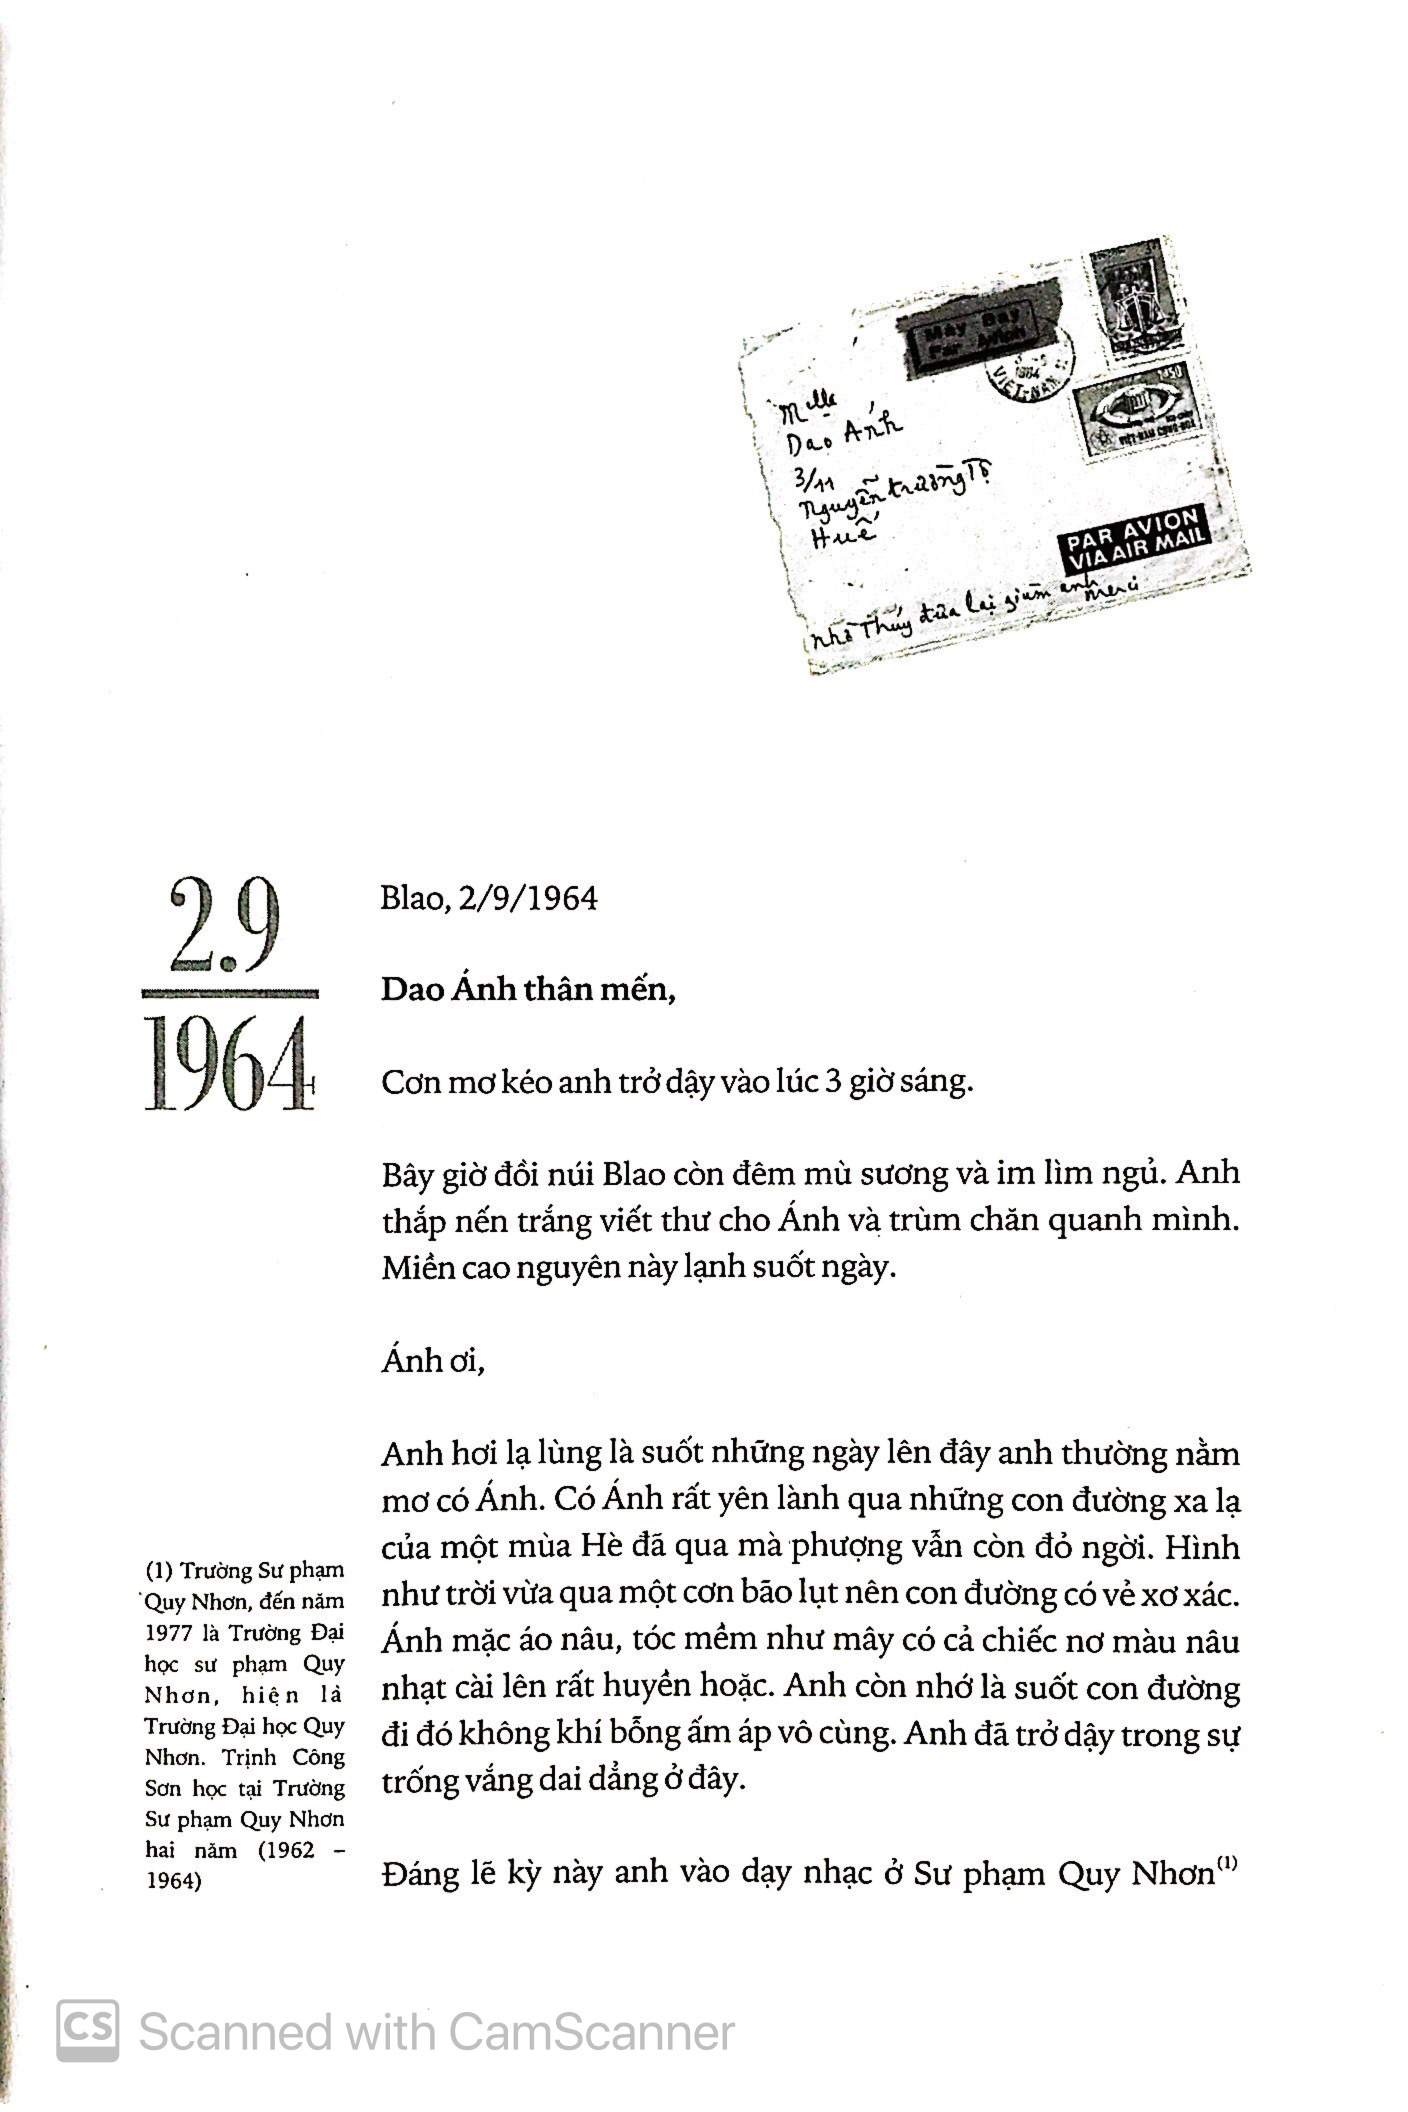 Máy Bay
Par Avion
1964
VIET-NAM
VIỆT-NAM CỘNG-HÒA
Mlle
Dao Ánh
3/11
Nguyễn trường Tộ
Huế
PAR AVION
VIA AIR MAIL
nhờ Thúy đưa lại giùm anh
merci
2.9
1964
Blao, 2/9/1964
Dao Ánh thân mến,
Cơn mơ kéo anh trở dậy vào lúc 3 giờ sáng.
Bây giờ đồi núi Blao còn đêm mù sương và im lìm ngủ. Anh
thắp nến trắng viết thư cho Ánh và trùm chăn quanh mình.
Miền cao nguyên này lạnh suốt ngày.
Ánh ơi,
Anh hơi lạ lùng là suốt những ngày lên đây anh thường nằm
mơ có Ánh. Có Ánh rất yên lành qua những con đường xa lạ
của một mùa Hè đã qua mà phượng vẫn còn đỏ ngời. Hình
như trời vừa qua một cơn bão lụt nên con đường có vẻ xơ xác.
Ánh mặc áo nâu, tóc mềm như mây có cả chiếc nơ màu nâu
nhạt cài lên rất huyền hoặc. Anh còn nhớ là suốt con đường
đi đó không khí bỗng ấm áp vô cùng. Anh đã trở dậy trong sự
trống vắng dai dẳng ở đây.
Đáng lẽ kỳ này anh vào dạy nhạc ở Sư phạm Quy Nhơn(1)
(1) Trường Sư phạm
Quy Nhơn, đến năm
1977 là Trường Đại
học sư phạm Quy
Nhơn, hiện là
Trường Đại học Quy
Nhơn. Trịnh Công
Sơn học tại Trường
Sư phạm Quy Nhơn
hai năm (1962 –
1964)
CS Scanned with CamScanner